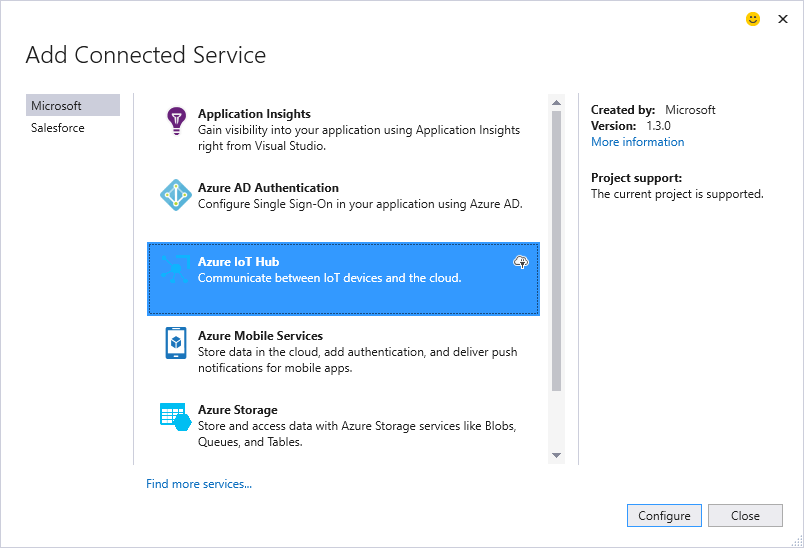 Add Connected Service
Microsoft
Salesforce
Application Insights
Gain visibility into your application using Application Insights
right from Visual Studio.
Azure AD Authentication
Configure Single Sign-On in your application using Azure AD.
Azure IoT Hub
Communicate between IoT devices and the cloud.
Azure Mobile Services
Store data in the cloud, add authentication, and deliver push
notifications for mobile apps.
Azure Storage
Store and access data with Azure Storage services like Blobs,
Queues, and Tables.
Find more services...
Created by: Microsoft
Version: 1.3.0
More information
Project support:
The current project is supported.
Configure
Close